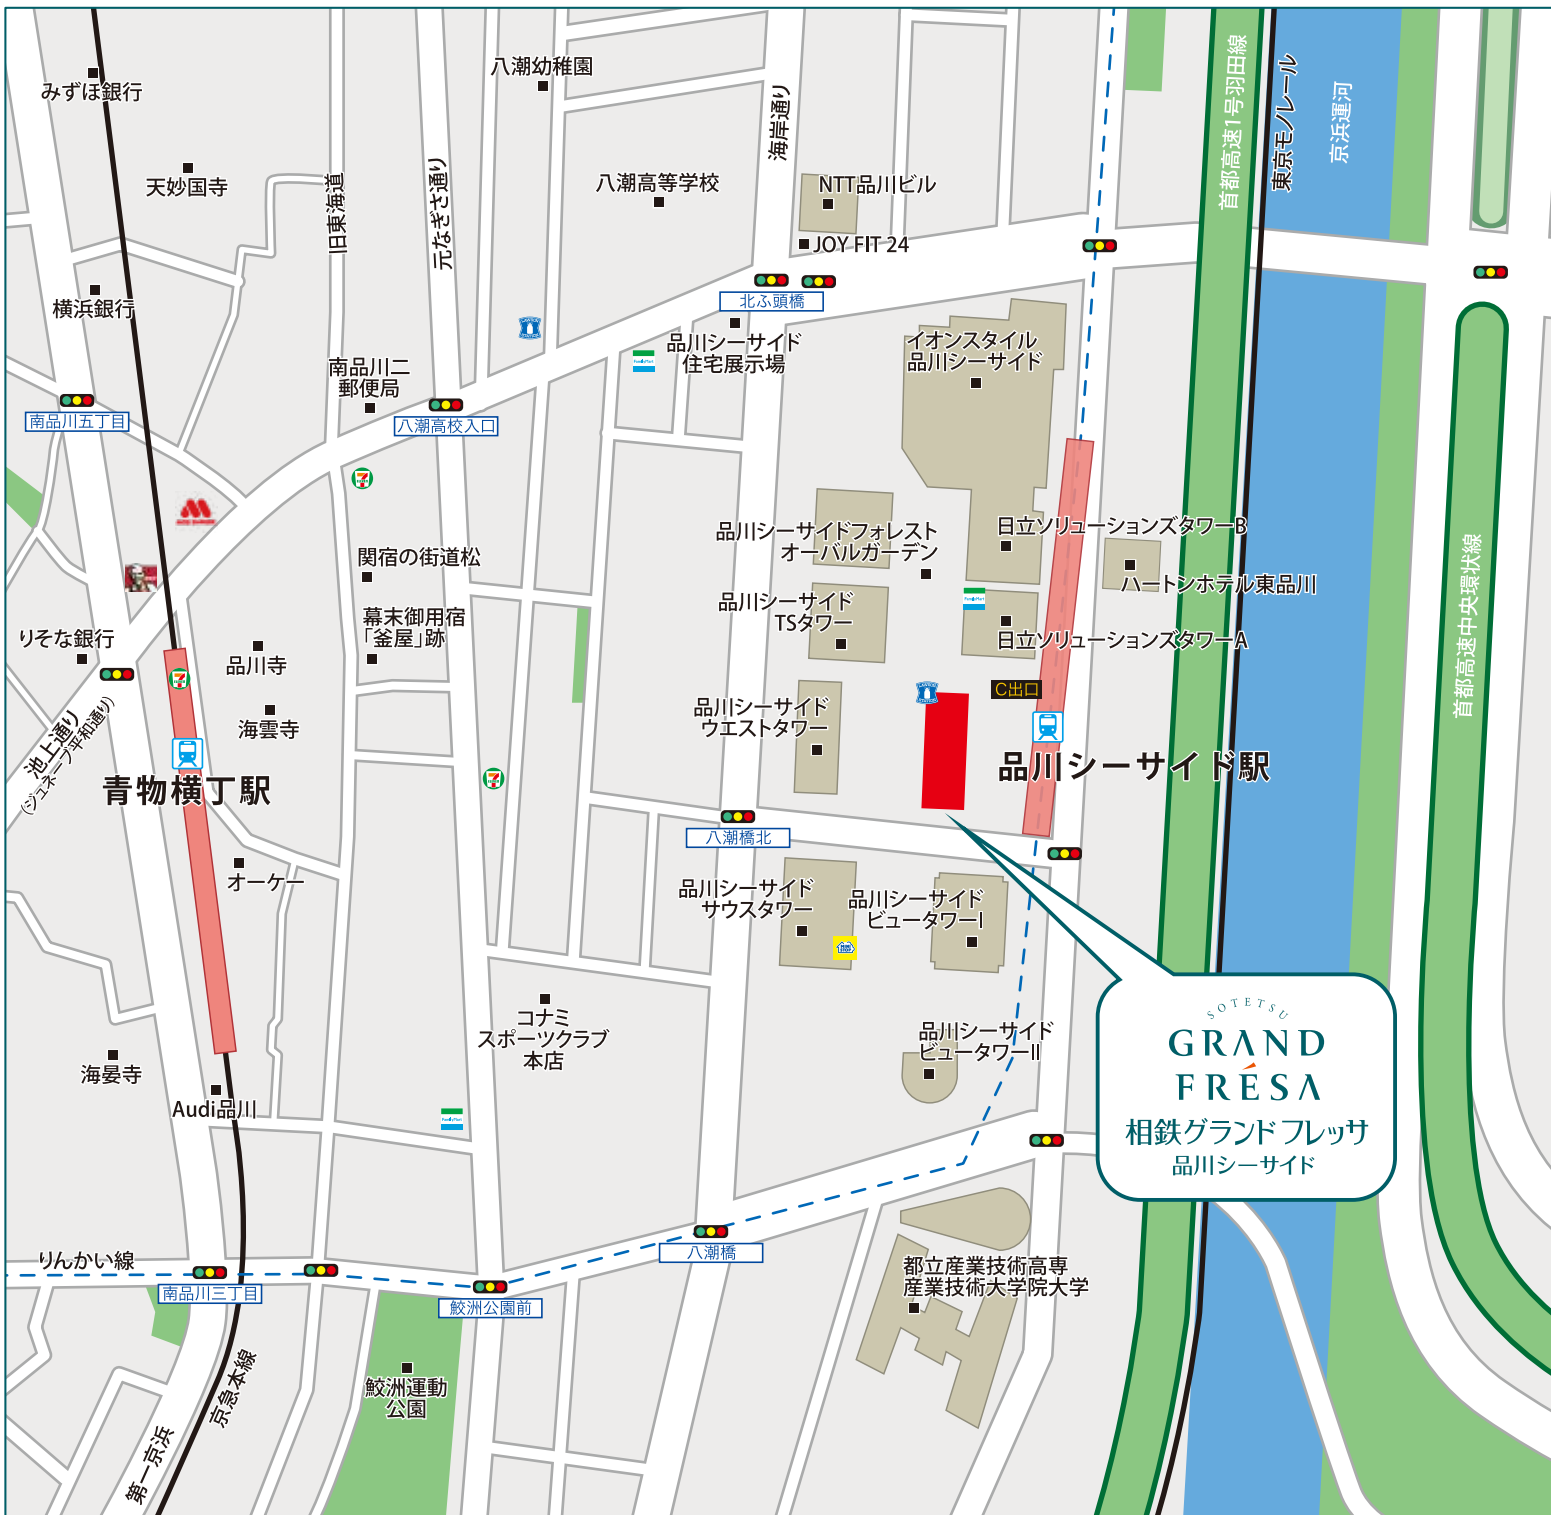 みずほ銀行
天妙国寺
横浜銀行
旧東海道
元なぎさ通り
八潮幼稚園
八潮高等学校
海岸通り
NTT品川ビル
JOY FIT 24
首都高速1号羽田線
東京モノレール
京浜運河
北ふ頭橋
品川シーサイド
住宅展示場
イオンスタイル
品川シーサイド
南品川二
郵便局
八潮高校入口
南品川五丁目
関宿の街道松
幕末御用宿
「釜屋」跡
りそな銀行
品川寺
海雲寺
池上通り
(ジュネーブ平和通り)
青物横丁駅
オーケー
海晏寺
Audi品川
品川シーサイドフォレスト
オーバルガーデン
日立ソリューションズタワーB
ハートンホテル東品川
品川シーサイド
TSタワー
日立ソリューションズタワーA
C出口
品川シーサイド
ウエストタワー
品川シーサイド駅
首都高速中央環状線
八潮橋北
品川シーサイド
サウスタワー
品川シーサイド
ビュータワーI
コナミ
スポーツクラブ
本店
品川シーサイド
ビュータワーII
SOTETSU
GRAND
FRESA
相鉄グランドフレッサ
品川シーサイド
りんかい線
南品川三丁目
鮫洲公園前
八潮橋
都立産業技術高専
産業技術大学院大学
鮫洲運動
公園
京急本線
第一京浜